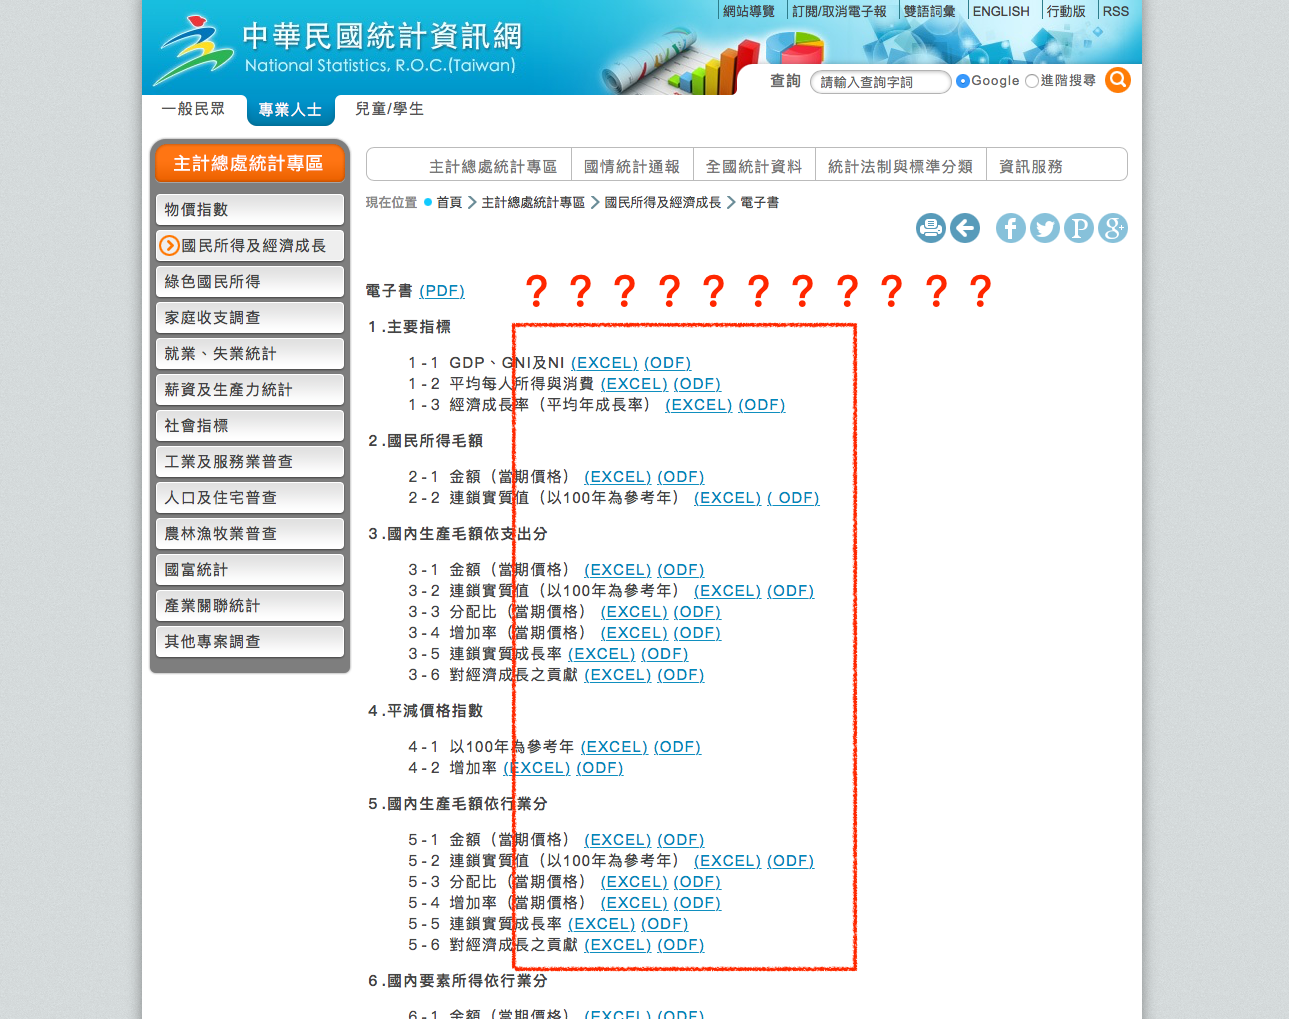 網站導覽 訂閱/取消電子報 雙語詞彙 ENGLISH 行動版 RSS
中華民國統計資訊網
National Statistics, R.O.C.(Taiwan)
查詢 請輸入查詢字詞 Google 進階搜尋
一般民眾 專業人士 兒童/學生
主計總處統計專區
物價指數
國民所得及經濟成長
綠色國民所得
家庭收支調查
就業、失業統計
薪資及生產力統計
社會指標
工業及服務業普查
人口及住宅普查
農林漁牧業普查
國富統計
產業關聯統計
其他專案調查
主計總處統計專區 國情統計通報 全國統計資料 統計法制與標準分類 資訊服務
現在位置 首頁 主計總處統計專區 國民所得及經濟成長 電子書
電子書 (PDF)
? ? ? ? ? ? ? ? ? ? ?
1.主要指標
1-1 GDP、GNI及NI (EXCEL) (ODF)
1-2 平均每人所得與消費 (EXCEL) (ODF)
1-3 經濟成長率（平均年成長率） (EXCEL) (ODF)
2.國民所得毛額
2-1 金額（當期價格） (EXCEL) (ODF)
2-2 連鎖實質值（以100年為參考年） (EXCEL) ( ODF)
3.國內生產毛額依支出分
3-1 金額（當期價格） (EXCEL) (ODF)
3-2 連鎖實質值（以100年為參考年） (EXCEL) (ODF)
3-3 分配比（當期價格） (EXCEL) (ODF)
3-4 增加率（當期價格） (EXCEL) (ODF)
3-5 連鎖實質成長率 (EXCEL) (ODF)
3-6 對經濟成長之貢獻 (EXCEL) (ODF)
4.平減價格指數
4-1 以100年為參考年 (EXCEL) (ODF)
4-2 增加率 (EXCEL) (ODF)
5.國內生產毛額依行業分
5-1 金額（當期價格） (EXCEL) (ODF)
5-2 連鎖實質值（以100年為參考年） (EXCEL) (ODF)
5-3 分配比（當期價格） (EXCEL) (ODF)
5-4 增加率（當期價格） (EXCEL) (ODF)
5-5 連鎖實質成長率 (EXCEL) (ODF)
5-6 對經濟成長之貢獻 (EXCEL) (ODF)
6.國內要素所得依行業分
6-1 金額（當期價格） (EXCEL) (ODF)